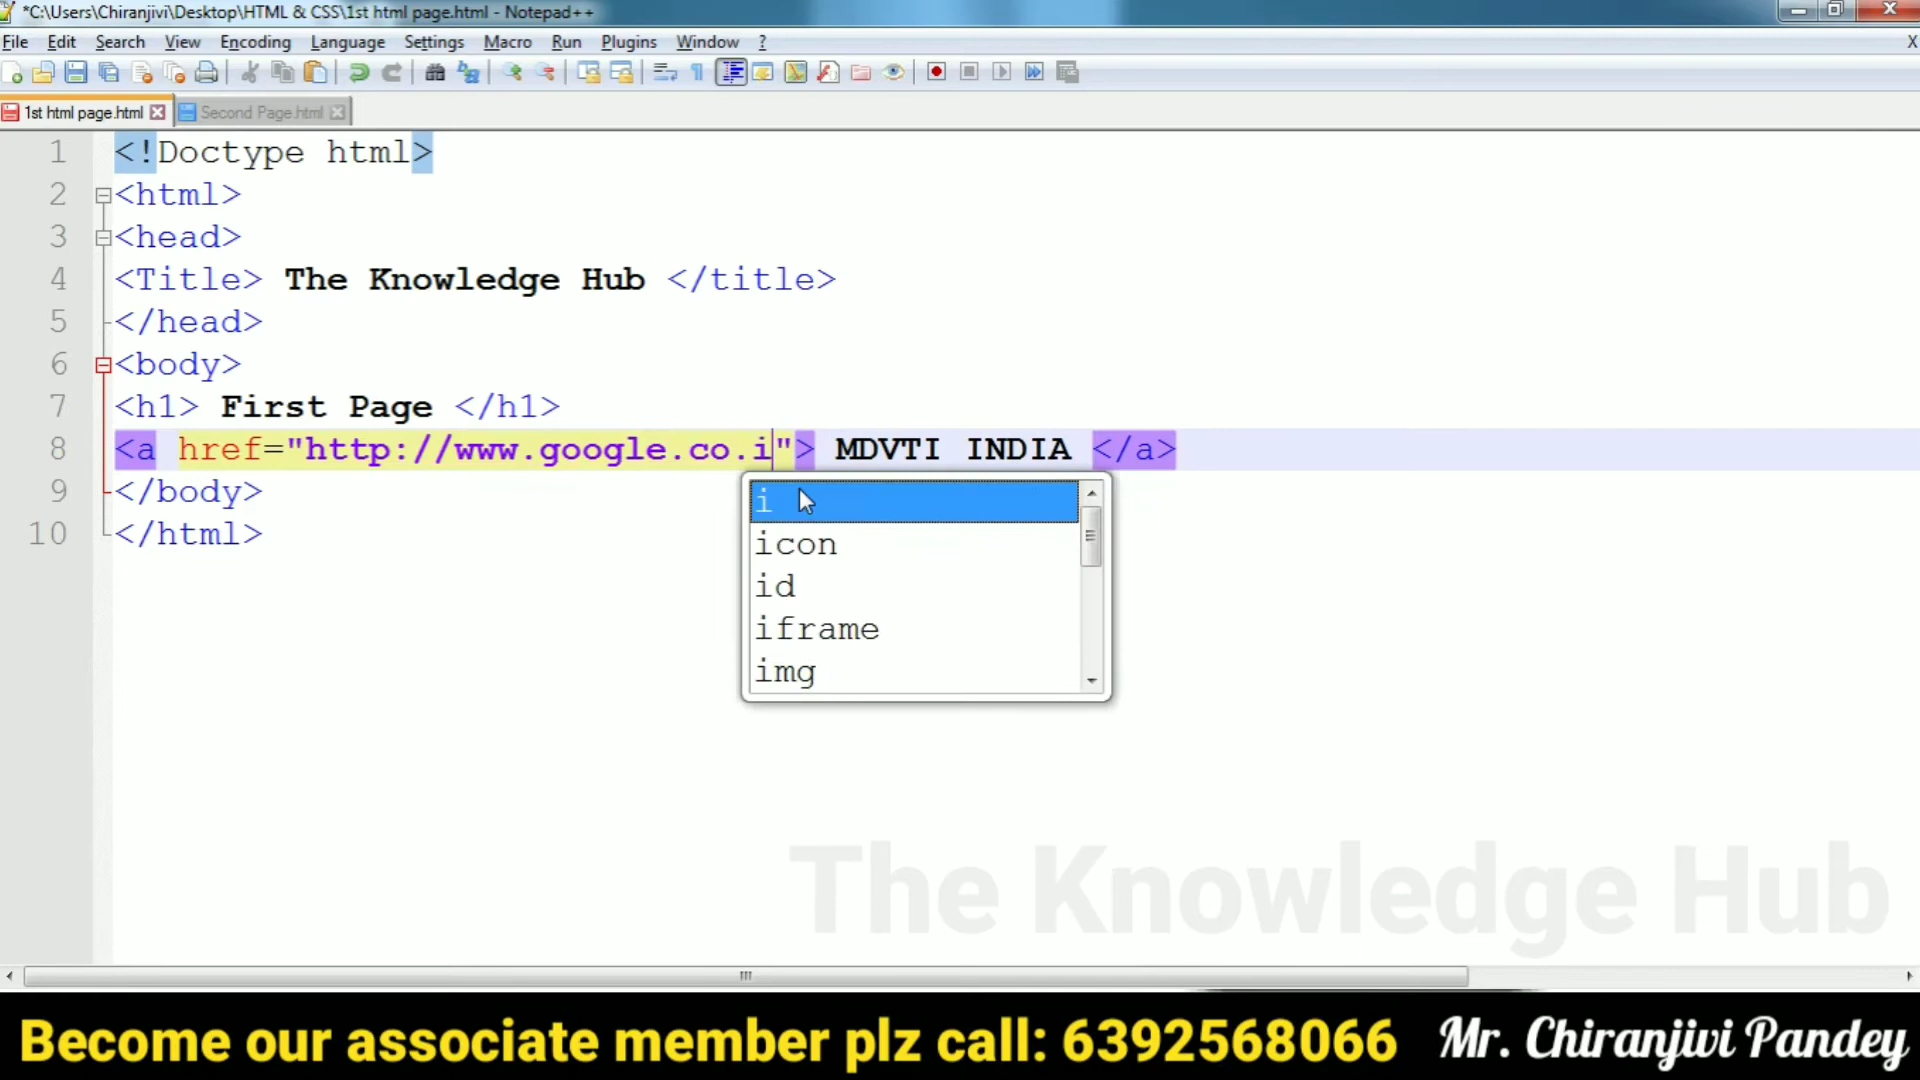 *C:\Users\Chiranjivi\Desktop\HTML & CSS\1st html page.html - Notepad++
File Edit Search View Encoding Language Settings Macro Run Plugins Window ? X
1st html page.html Second Page.html
1 <!Doctype html>
2 <html>
3 <head>
4 <Title> The Knowledge Hub </title>
5 </head>
6 <body>
7 <h1> First Page </h1>
8 <a href="http://www.google.co.i"> MDVTI INDIA </a>
9 </body>
10 </html>
i
icon
id
iframe
img
The Knowledge Hub
Become our associate member plz call: 6392568066 Mr. Chiranjivi Pandey